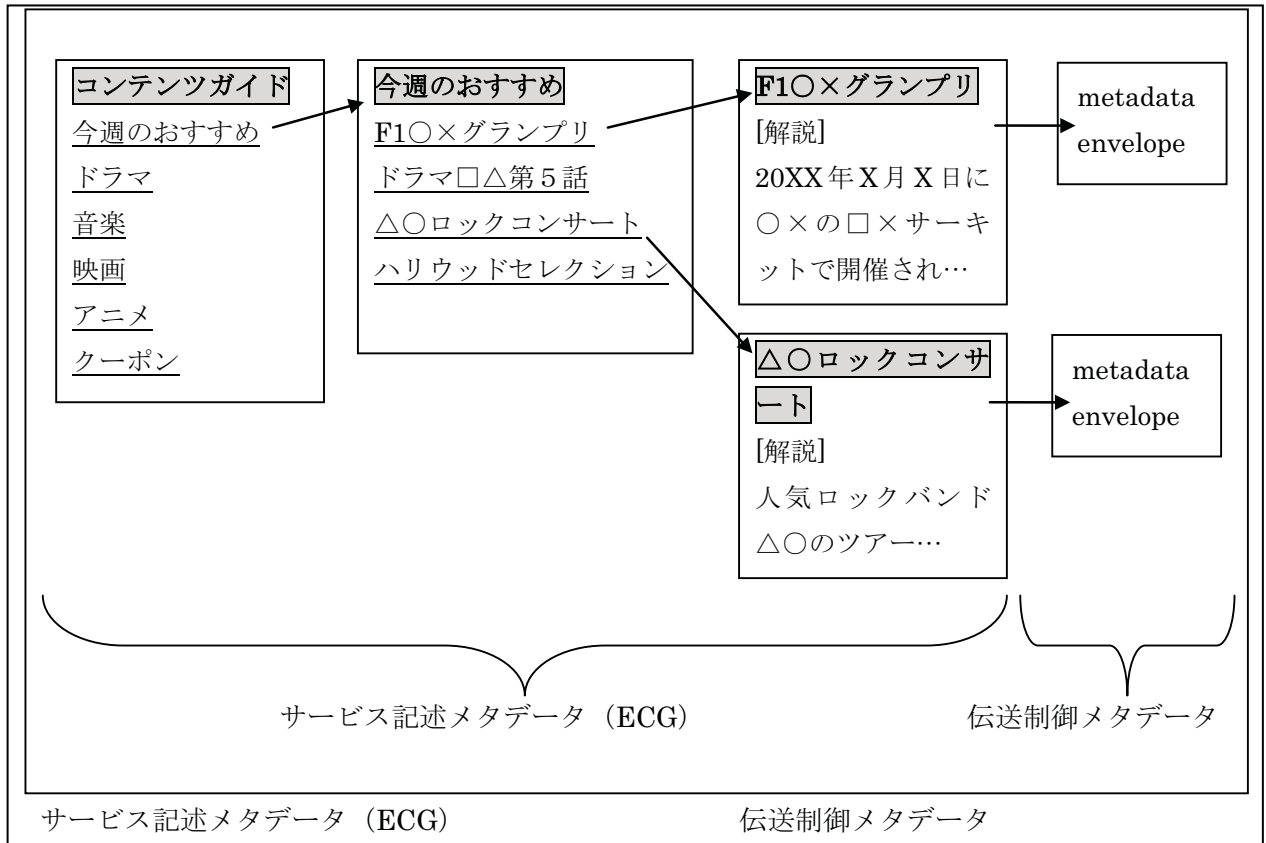 コンテンツガイド
今週のおすすめ
ドラマ
音楽
映画
アニメ
クーポン
今週のおすすめ
F1○×グランプリ
ドラマ□△第５話
△○ロックコンサート
ハリウッドセレクション
F1○×グランプリ
[解説]
20XX年X月X日に
○×の□×サーキ
ットで開催され…
metadata
envelope
△○ロックコンサ
ート
[解説]
人気ロックバンド
△○のツアー…
metadata
envelope
サービス記述メタデータ（ECG）
伝送制御メタデータ
サービス記述メタデータ（ECG）
伝送制御メタデータ